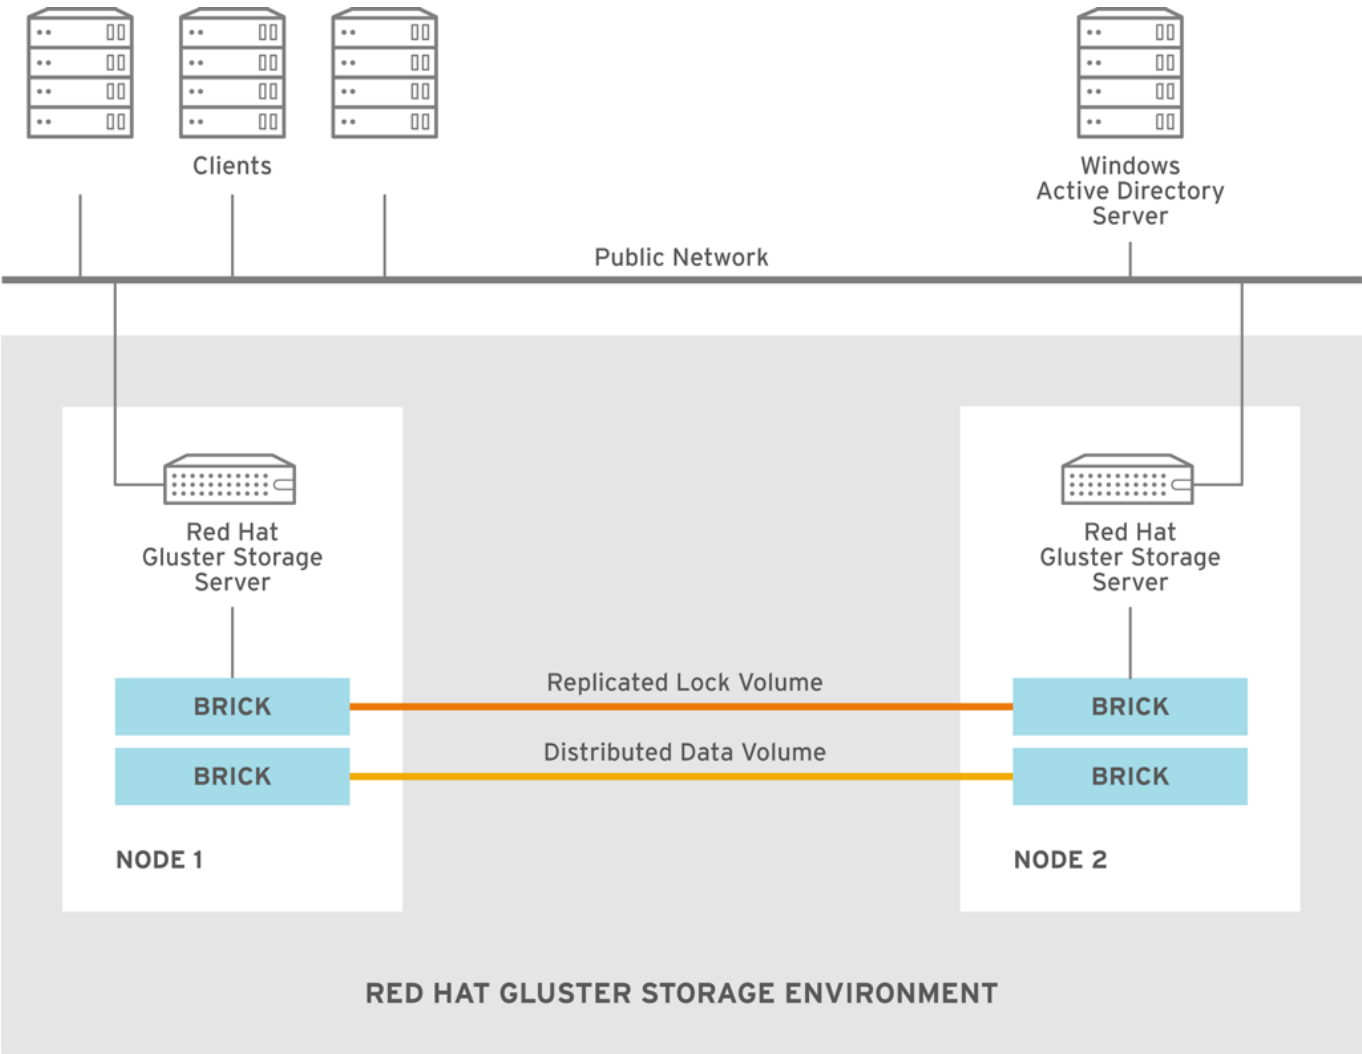 Clients
Windows
Active Directory
Server
Public Network
Red Hat
Gluster Storage
Server
Red Hat
Gluster Storage
Server
Replicated Lock Volume
BRICK
BRICK
Distributed Data Volume
BRICK
BRICK
NODE 1
NODE 2
RED HAT GLUSTER STORAGE ENVIRONMENT